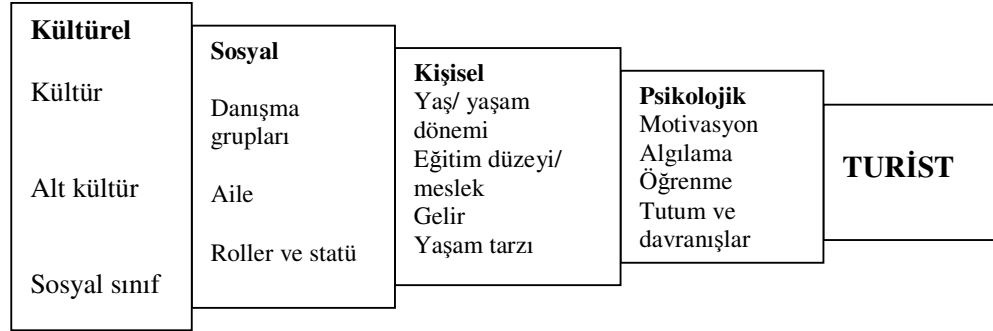 Kültürel
Kültür
Alt kültür
Sosyal sınıf
Sosyal
Danışma
grupları
Aile
Roller ve statü
Kişisel
Yaş/ yaşam
dönemi
Eğitim düzeyi/
meslek
Gelir
Yaşam tarzı
Psikolojik
Motivasyon
Algılama
Öğrenme
Tutum ve
davranışlar
TURİST